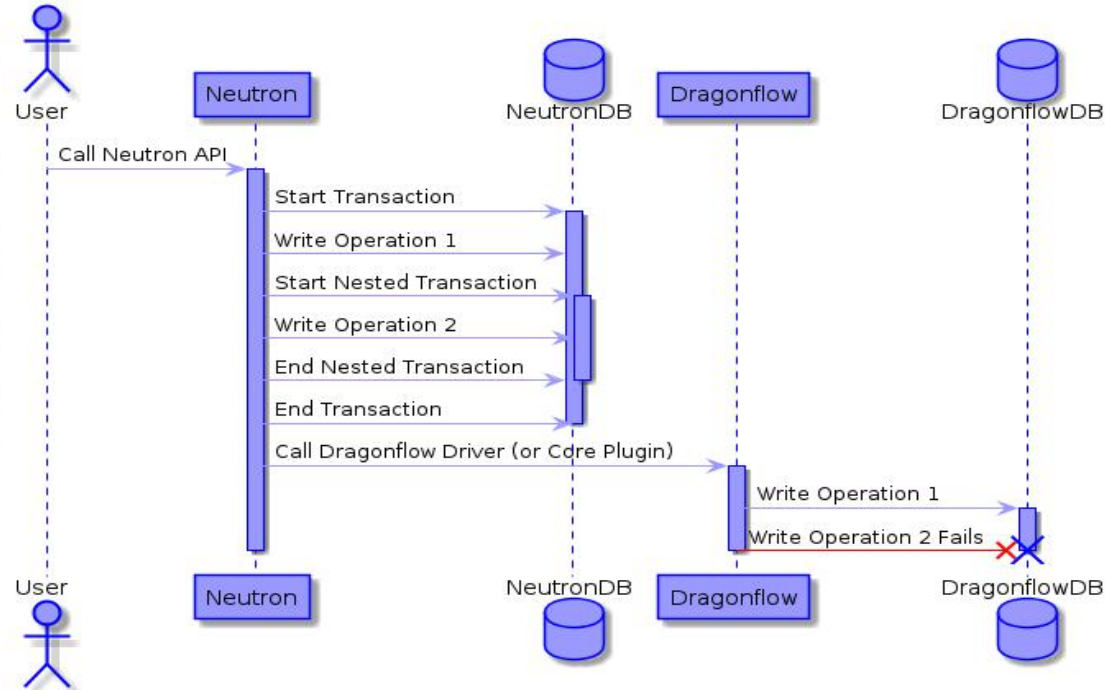 User
Neutron
NeutronDB
Dragonflow
DragonflowDB
Call Neutron API
Start Transaction
Write Operation 1
Start Nested Transaction
Write Operation 2
End Nested Transaction
End Transaction
Call Dragonflow Driver (or Core Plugin)
Write Operation 1
Write Operation 2 Fails
User
Neutron
NeutronDB
Dragonflow
DragonflowDB